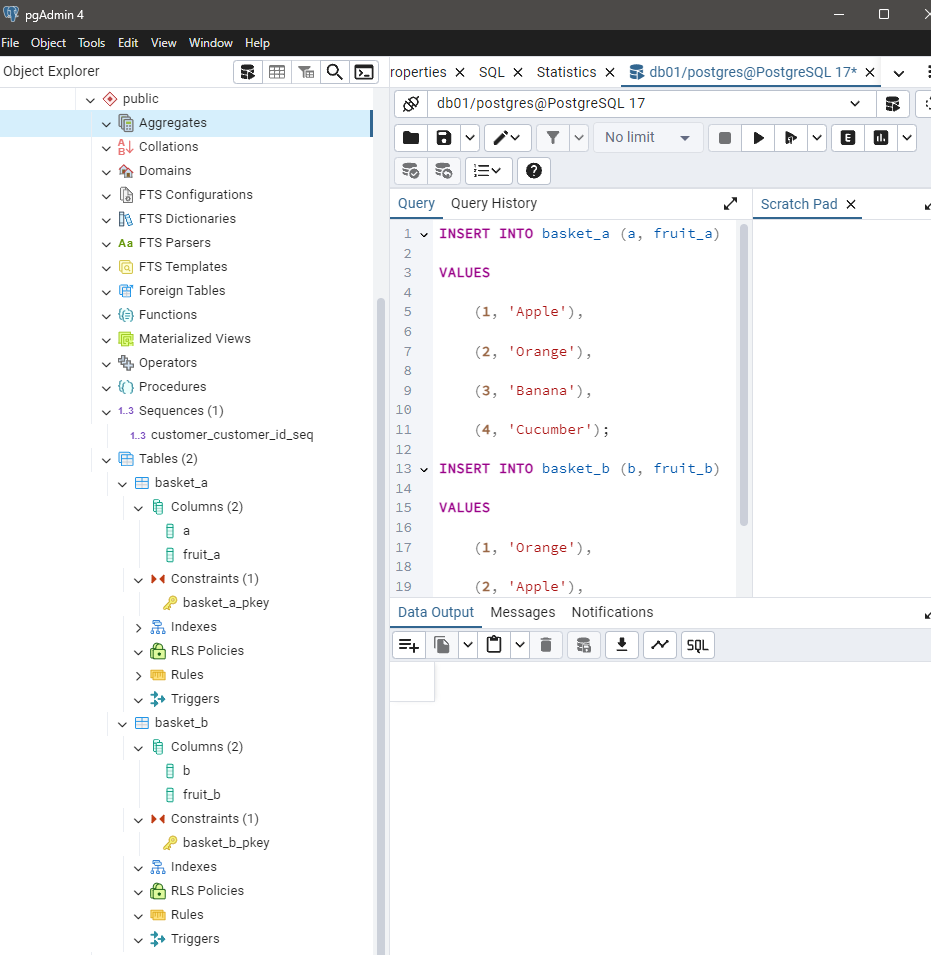 pgAdmin 4
File Object Tools Edit View Window Help
Object Explorer
public
Aggregates
Collations
Domains
FTS Configurations
FTS Dictionaries
Aa FTS Parsers
FTS Templates
Foreign Tables
Functions
Materialized Views
Operators
Procedures
1..3 Sequences (1)
1..3 customer_customer_id_seq
Tables (2)
basket_a
Columns (2)
a
fruit_a
Constraints (1)
basket_a_pkey
Indexes
RLS Policies
Rules
Triggers
basket_b
Columns (2)
b
fruit_b
Constraints (1)
basket_b_pkey
Indexes
RLS Policies
Rules
Triggers
roperties SQL Statistics db01/postgres@PostgreSQL 17*
db01/postgres@PostgreSQL 17
No limit E
Query Query History Scratch Pad
1 INSERT INTO basket_a (a, fruit_a)
2
3 VALUES
4
5 (1, 'Apple'),
6
7 (2, 'Orange'),
8
9 (3, 'Banana'),
10
11 (4, 'Cucumber');
12
13 INSERT INTO basket_b (b, fruit_b)
14
15 VALUES
16
17 (1, 'Orange'),
18
19 (2, 'Apple'),
Data Output Messages Notifications
SQL